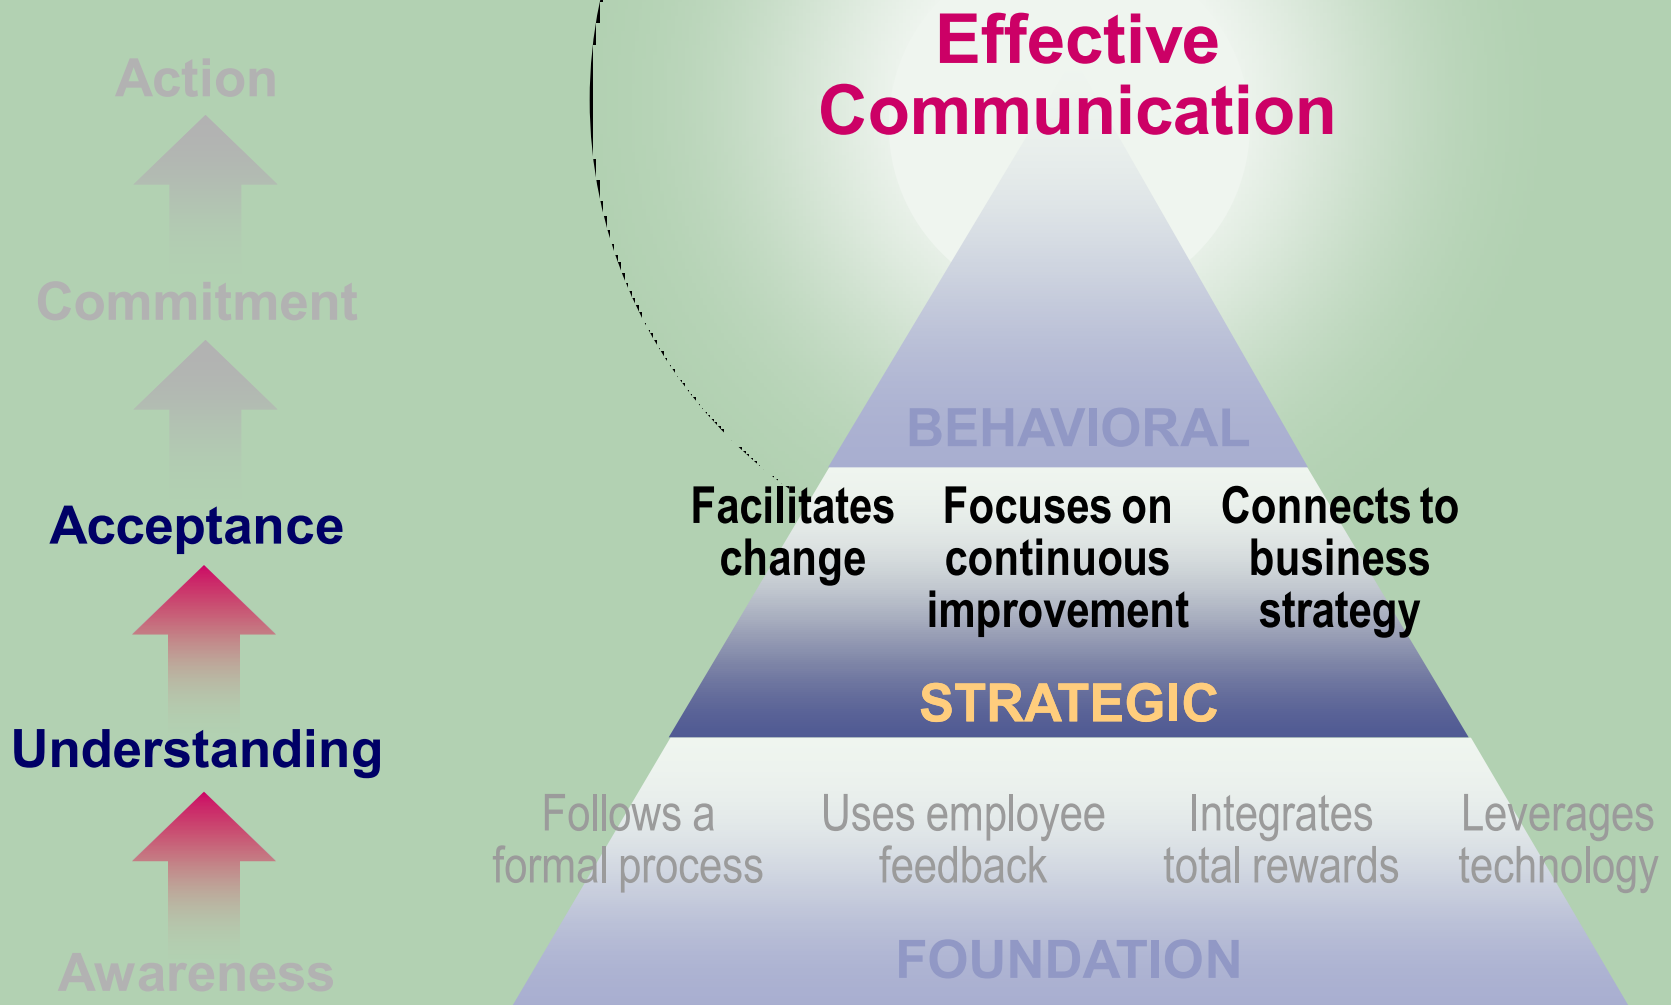 Effective
Communication
Action
Commitment
Acceptance
Understanding
Awareness
BEHAVIORAL
Facilitates
change
Focuses on
continuous
improvement
Connects to
business
strategy
STRATEGIC
Follows a
formal process
Uses employee
feedback
Integrates
total rewards
Leverages
technology
FOUNDATION